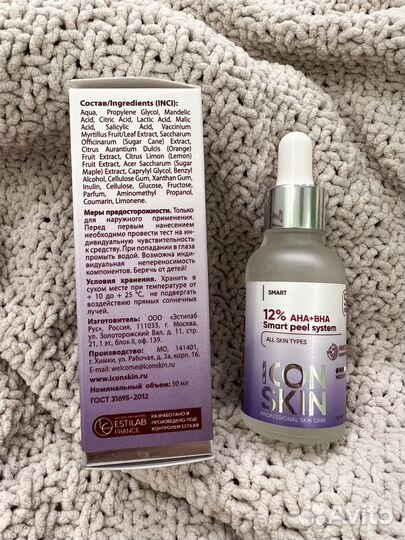 Состав/Ingredients (INCI):
Aqua, Propylene Glycol, Mandelic
Acid, Citric Acid, Lactic Acid, Malic
Acid, Salicylic Acid, Vaccinium
Myrtillus Fruit/Leaf Extract, Saccharum
Officinarum (Sugar Cane) Extract,
Citrus Aurantium Dulcis (Orange)
Fruit Extract, Citrus Limon (Lemon)
Fruit Extract, Acer Saccharum (Sugar
Maple) Extract, Caprylyl Glycol, Benzyl
Alcohol, Cellulose Gum, Xanthan Gum,
Inulin, Cellulose, Glucose, Fructose,
Parfum, Aminomethyl Propanol,
Coumarin, Limonene.
Меры предосторожности. Только
для наружного применения.
Перед первым нанесением
необходимо провести тест на ин-
дивидуальную чувствительность
к средству. При попадании в глаза
промыть водой. Возможна инди-
видуальная непереносимость
компонентов. Беречь от детей!
Условия хранения. Хранить в
сухом месте при температуре от
+ 10 до + 25 °С, не подвергать
воздействию прямых солнечных
лучей.
Изготовитель: ООО «Эстилаб
Рус», Россия, 111033, г. Москва,
ул. Золоторожский Вал, д. 11, стр.
21, эт.1, блок II, оф. 139.
Производство: МО, 141401,
г. Химки, ул. Рабочая, д. 2а, корп. 16.
E-mail: welcome@iconskin.ru
www.iconskin.ru
Номинальный объем: 30 мл
ГОСТ 31695-2012
ESTILAB
FRANCE
РАЗРАБОТАНО И
ПРОИЗВЕДЕНО ПОД
КОНТРОЛЕМ ESTILAB
SMART
12% AHA+BHA
Smart peel system
ALL SKIN TYPES
ICON
SKIN
PROFESSIONAL SKIN CARE
Avito